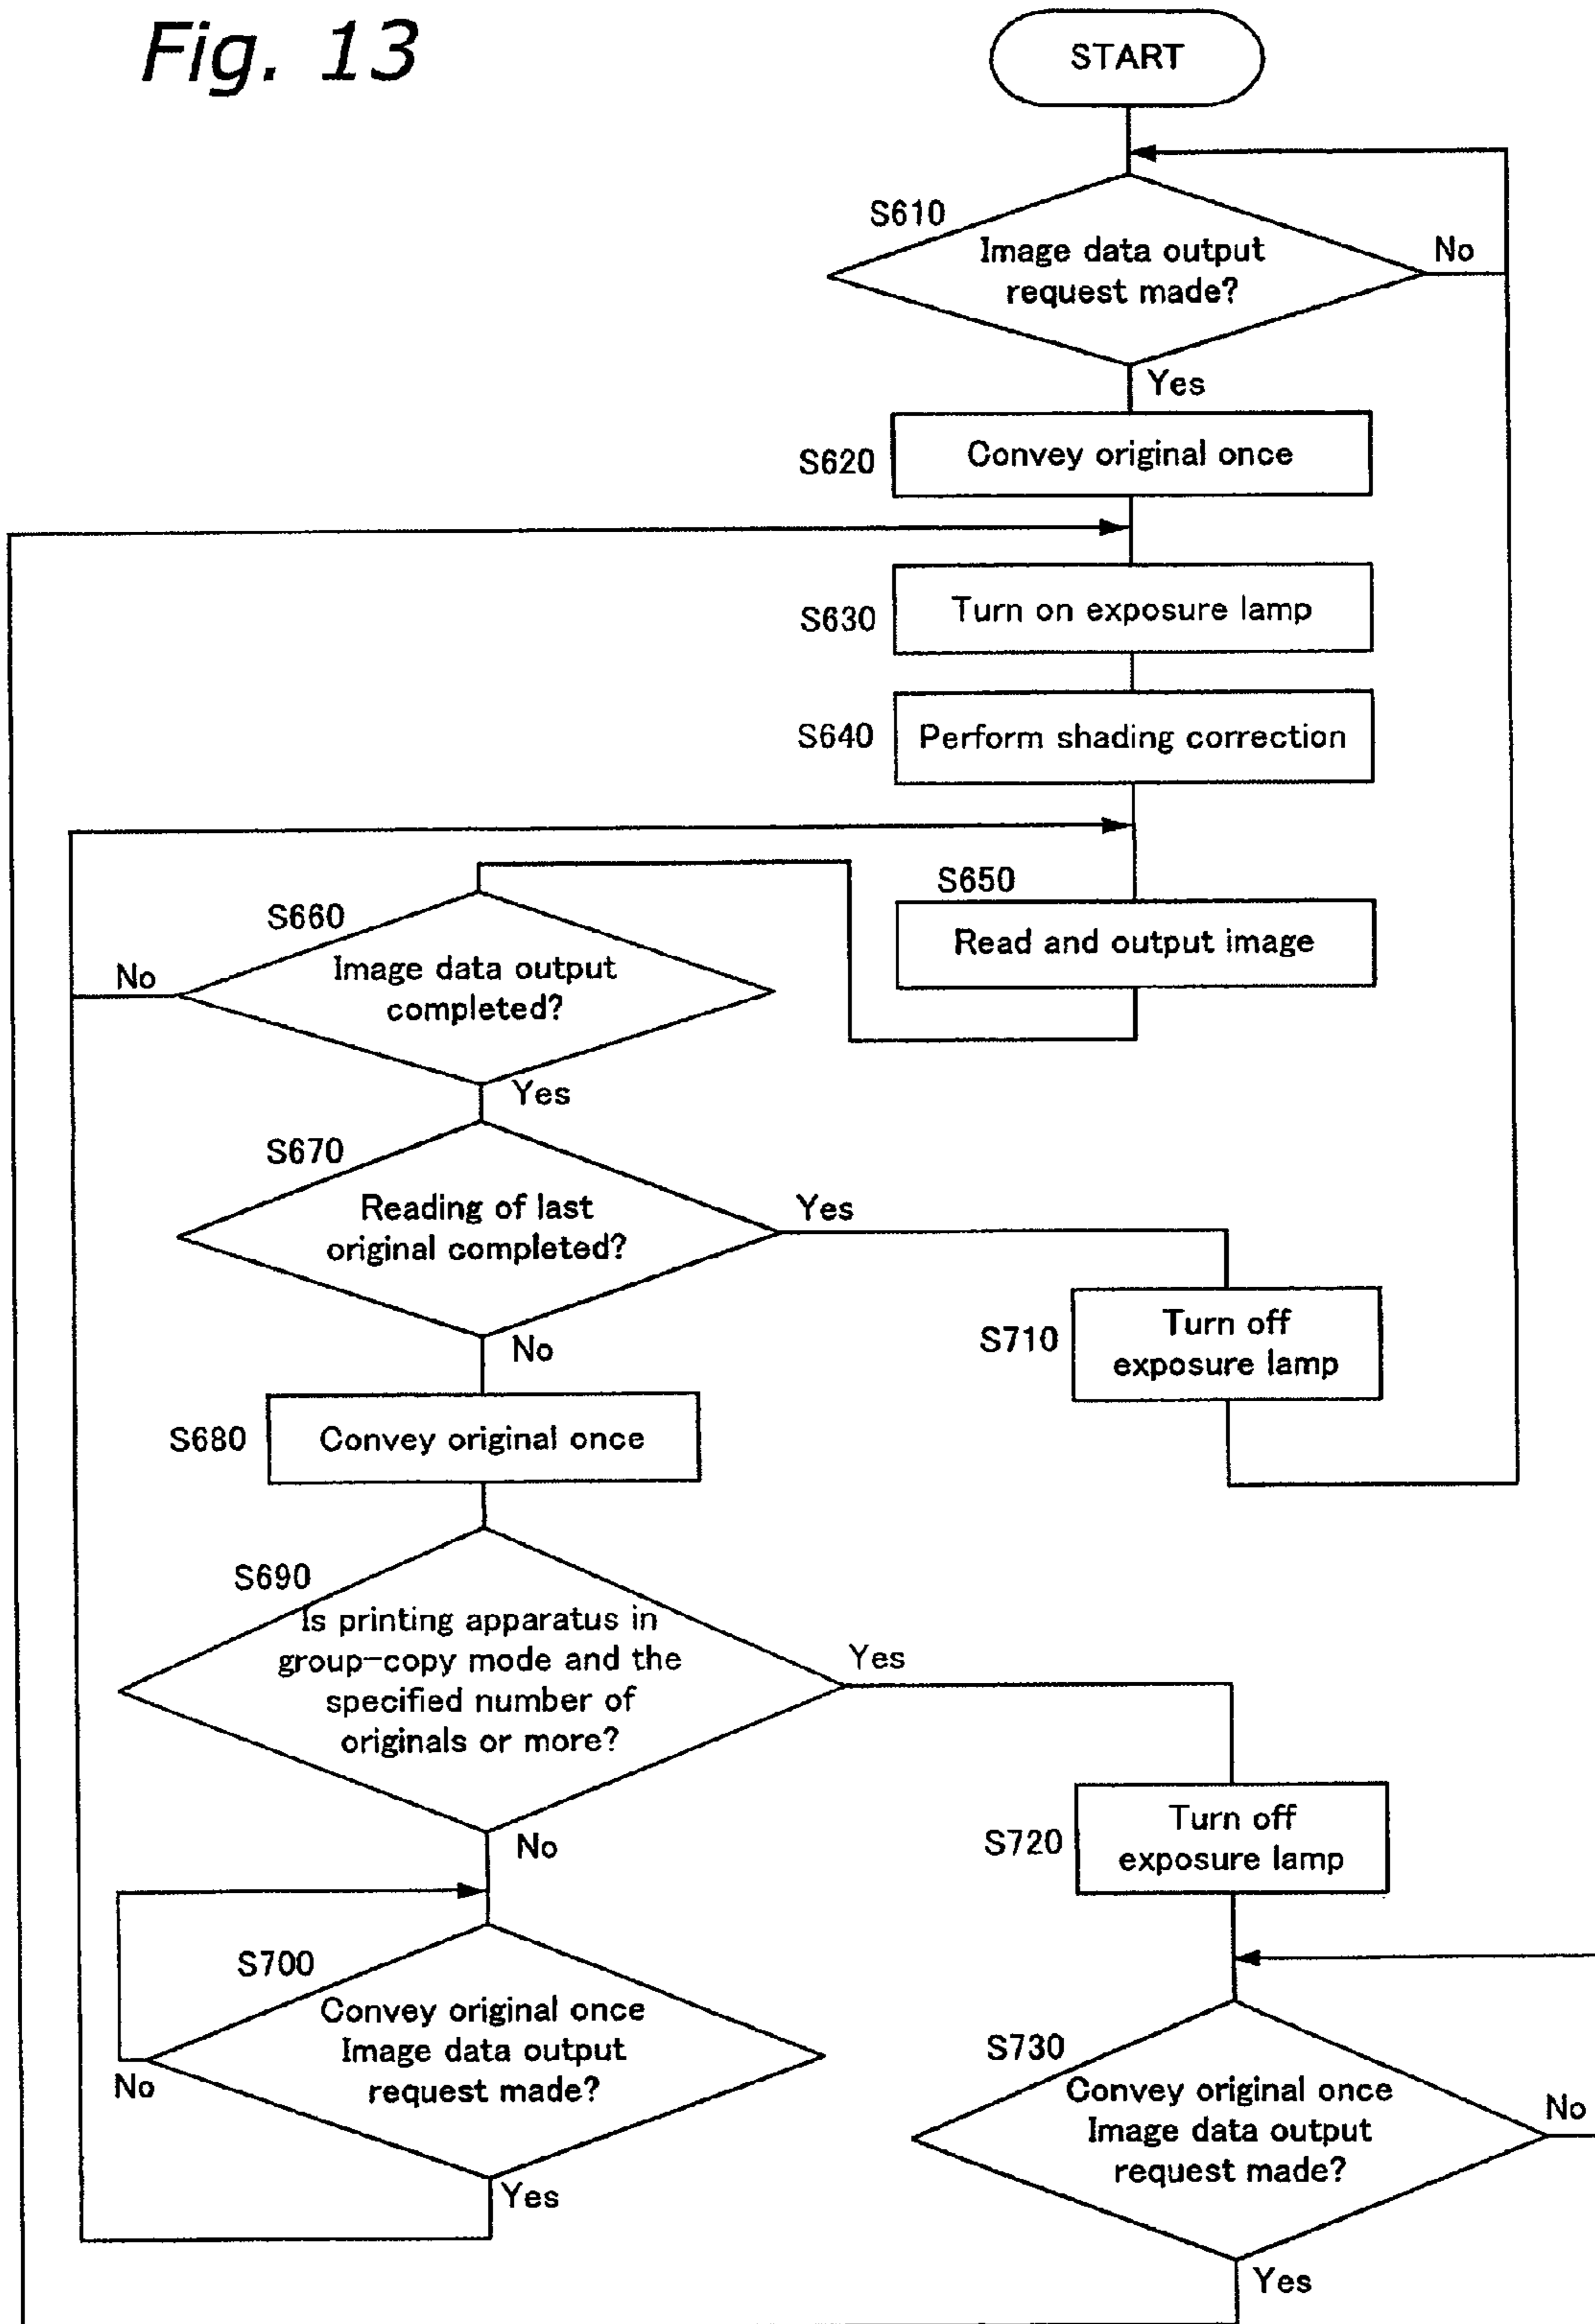 Fig. 13
START
S610
Image data output
request made?
No
Yes
S620
Convey original once
S630
Turn on exposure lamp
S640
Perform shading correction
S650
Read and output image
S660
Image data output
completed?
No
Yes
S670
Reading of last
original completed?
Yes
No
S710
Turn off
exposure lamp
S680
Convey original once
S690
Is printing apparatus in
group-copy mode and the
specified number of
originals or more?
Yes
No
S720
Turn off
exposure lamp
S700
Convey original once
Image data output
request made?
No
Yes
S730
Convey original once
Image data output
request made?
No
Yes